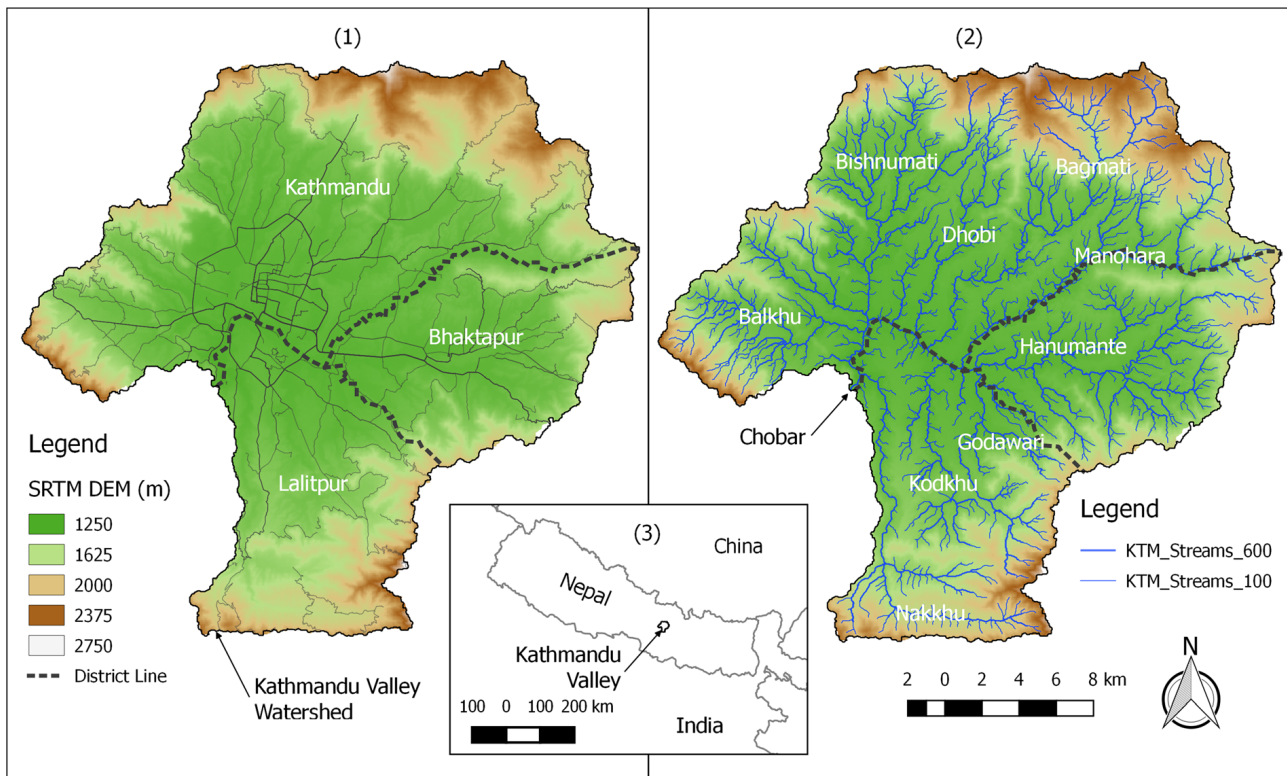 (1)
Kathmandu
Bhaktapur
Lalitpur
Legend
SRTM DEM (m)
1250
1625
2000
2375
2750
District Line
Kathmandu Valley
Watershed
(2)
Bishnumati
Bagmati
Dhobi
Manohara
Balkhu
Hanumante
Chobar
Godawari
Kodkhu
Nakkhu
Legend
KTM_Streams_600
KTM_Streams_100
2 0 2 4 6 8 km
N
(3)
China
Nepal
Kathmandu
Valley
100 0 100 200 km
India